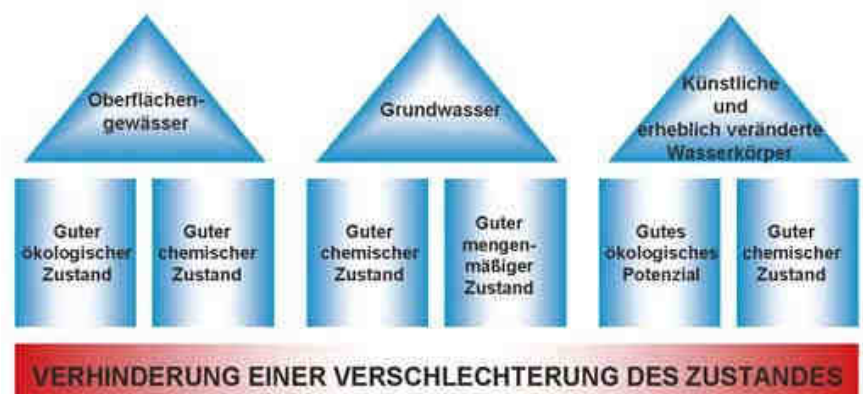 Oberflächen-
gewässer
Grundwasser
Künstliche
und
erheblich veränderte
Wasserkörper
Guter
ökologischer
Zustand
Guter
chemischer
Zustand
Guter
chemischer
Zustand
Guter
mengen-
mäßiger
Zustand
Gutes
ökologisches
Potenzial
Guter
chemischer
Zustand
VERHINDERUNG EINER VERSCHLECHTERUNG DES ZUSTANDES